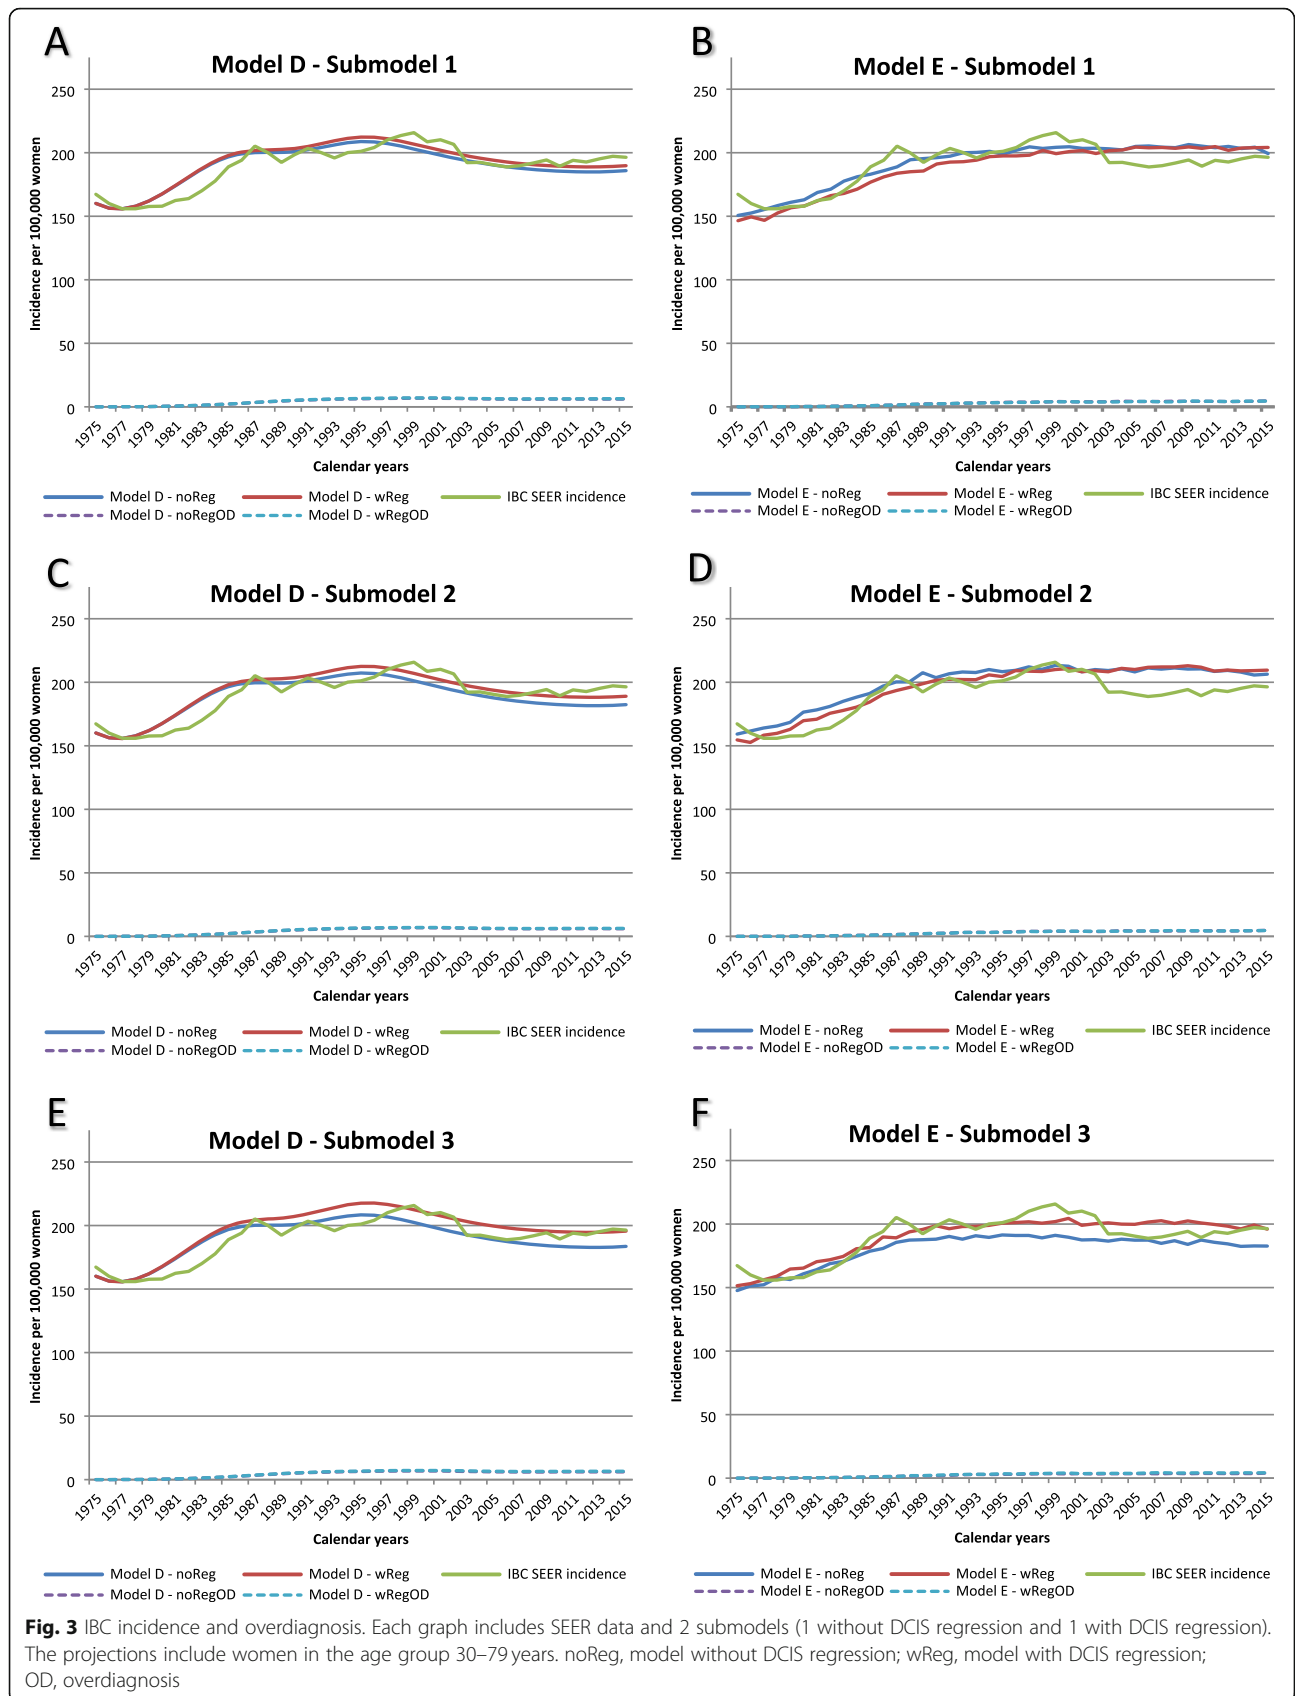 A
Model D - Submodel 1
Incidence per 100,000 women
250
200
150
100
50
0
1975 1977 1979 1981 1983 1985 1987 1989 1991 1993 1995 1997 1999 2001 2003 2005 2007 2009 2011 2013 2015
Calendar years
Model D - noReg Model D - wReg IBC SEER incidence
Model D - noRegOD Model D - wRegOD
B
Model E - Submodel 1
Incidence per 100,000 women
250
200
150
100
50
0
1975 1977 1979 1981 1983 1985 1987 1989 1991 1993 1995 1997 1999 2001 2003 2005 2007 2009 2011 2013 2015
Calendar years
Model E - noReg Model E - wReg IBC SEER incidence
Model E - noRegOD Model E - wRegOD
C
Model D - Submodel 2
Incidence per 100,000 women
250
200
150
100
50
0
1975 1977 1979 1981 1983 1985 1987 1989 1991 1993 1995 1997 1999 2001 2003 2005 2007 2009 2011 2013 2015
Calendar years
Model D - noReg Model D - wReg IBC SEER incidence
Model D - noRegOD Model D - wRegOD
D
Model E - Submodel 2
Incidence per 100,000 women
250
200
150
100
50
0
1975 1977 1979 1981 1983 1985 1987 1989 1991 1993 1995 1997 1999 2001 2003 2005 2007 2009 2011 2013 2015
Calendar years
Model E - noReg Model E - wReg IBC SEER incidence
Model E - noRegOD Model E - wRegOD
E
Model D - Submodel 3
Incidence per 100,000 women
250
200
150
100
50
0
1975 1977 1979 1981 1983 1985 1987 1989 1991 1993 1995 1997 1999 2001 2003 2005 2007 2009 2011 2013 2015
Calendar years
Model D - noReg Model D - wReg IBC SEER incidence
Model D - noRegOD Model D - wRegOD
F
Model E - Submodel 3
Incidence per 100,000 women
250
200
150
100
50
0
1975 1977 1979 1981 1983 1985 1987 1989 1991 1993 1995 1997 1999 2001 2003 2005 2007 2009 2011 2013 2015
Calendar years
Model E - noReg Model E - wReg IBC SEER incidence
Model E - noRegOD Model E - wRegOD
Fig. 3 IBC incidence and overdiagnosis. Each graph includes SEER data and 2 submodels (1 without DCIS regression and 1 with DCIS regression).
The projections include women in the age group 30–79 years. noReg, model without DCIS regression; wReg, model with DCIS regression;
OD, overdiagnosis